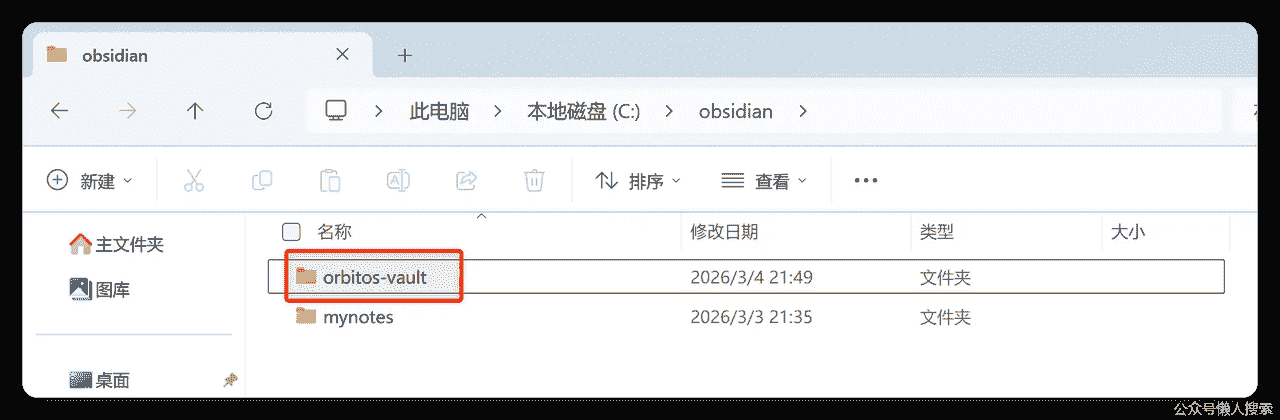 obsidian
此电脑 本地磁盘 (C:) obsidian
新建 排序 查看
主文件夹
图库
桌面
名称 修改日期 类型 大小
orbitos-vault 2026/3/4 21:49 文件夹
mynotes 2026/3/3 21:35 文件夹
公众号懒人搜索